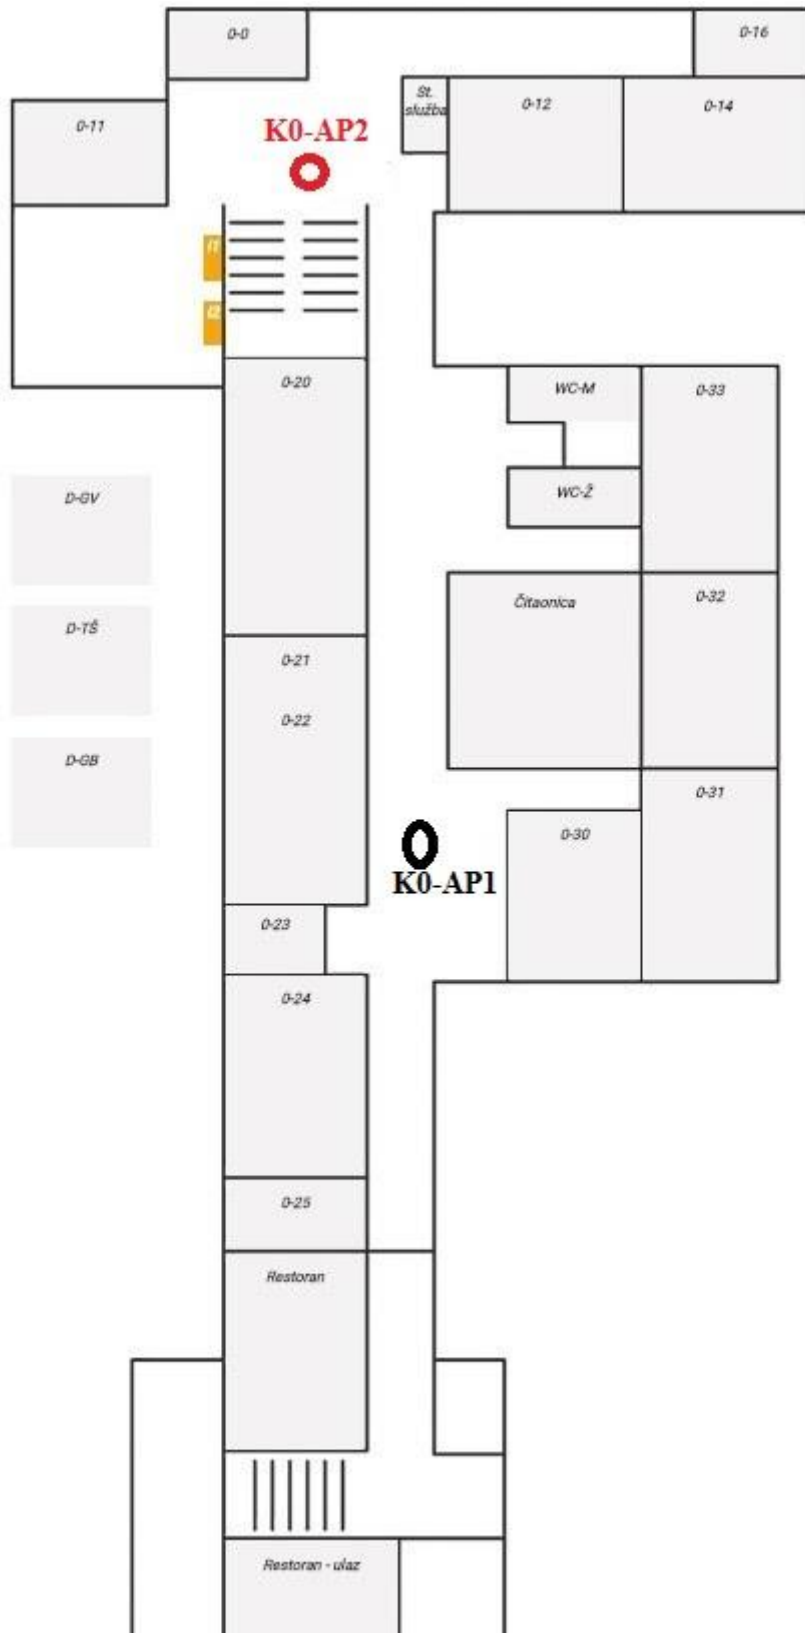 0-0
0-16
St.
služba
0-12
0-14
0-11
K0-AP2
I1
I2
0-20
WC-M
0-33
D-GV
WC-Ž
Čitaonica
0-32
D-TŠ
0-21
0-22
D-GB
0-31
0-30
K0-AP1
0-23
0-24
0-25
Restoran
Restoran - ulaz